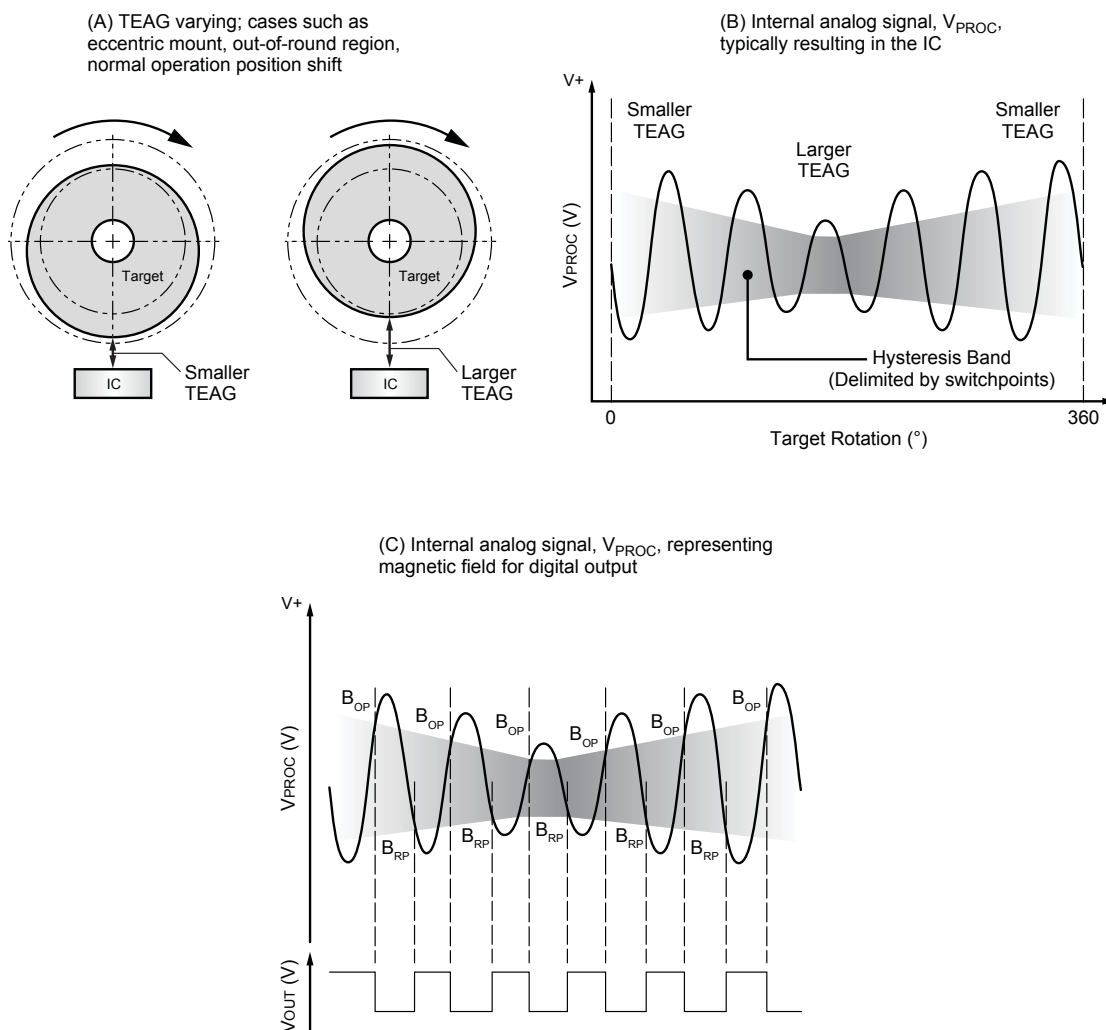 (A) TEAG varying; cases such as
eccentric mount, out-of-round region,
normal operation position shift
Target
IC
Smaller
TEAG
Target
IC
Larger
TEAG
(B) Internal analog signal, VPROC,
typically resulting in the IC
V+
Smaller
TEAG
Larger
TEAG
Smaller
TEAG
VPROC (V)
Hysteresis Band
(Delimited by switchpoints)
0
360
Target Rotation (°)
(C) Internal analog signal, VPROC, representing
magnetic field for digital output
V+
VPROC (V)
BOP
BOP
BOP
BOP
BOP
BOP
BRP
BRP
BRP
BRP
BRP
VOUT (V)